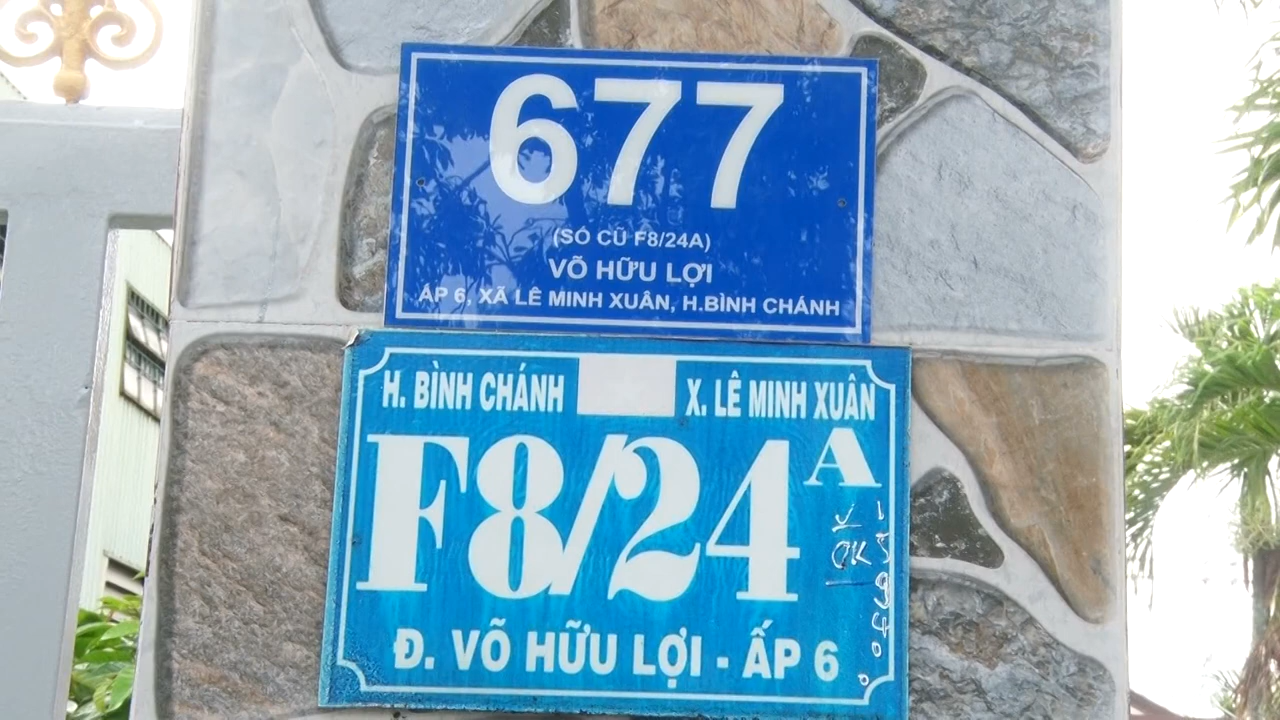 677
(SỐ CŨ F8/24A)
VÕ HỮU LỢI
ẤP 6, XÃ LÊ MINH XUÂN, H.BÌNH CHÁNH
H. BÌNH CHÁNH X. LÊ MINH XUÂN
F8/24A
OK
Đ. VÕ HỮU LỢI - ẤP 6